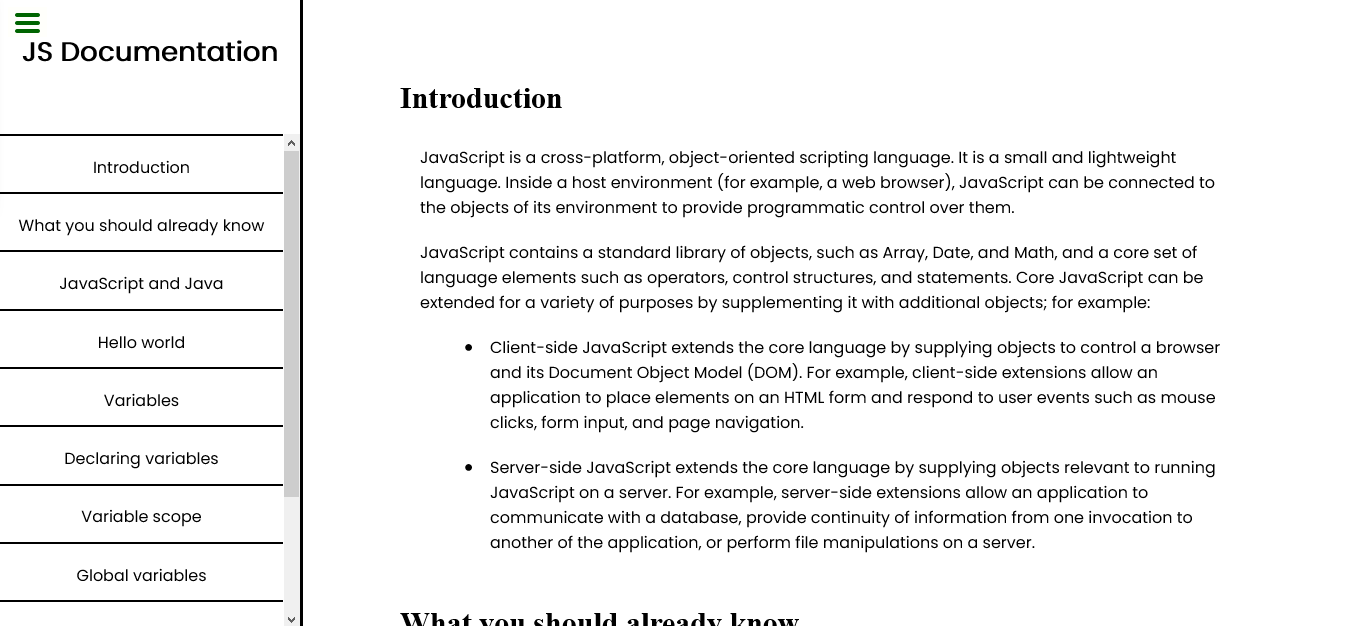 JS Documentation
Introduction
What you should already know
JavaScript and Java
Hello world
Variables
Declaring variables
Variable scope
Global variables
Introduction
JavaScript is a cross-platform, object-oriented scripting language. It is a small and lightweight
language. Inside a host environment (for example, a web browser), JavaScript can be connected to
the objects of its environment to provide programmatic control over them.
JavaScript contains a standard library of objects, such as Array, Date, and Math, and a core set of
language elements such as operators, control structures, and statements. Core JavaScript can be
extended for a variety of purposes by supplementing it with additional objects; for example:
Client-side JavaScript extends the core language by supplying objects to control a browser
and its Document Object Model (DOM). For example, client-side extensions allow an
application to place elements on an HTML form and respond to user events such as mouse
clicks, form input, and page navigation.
Server-side JavaScript extends the core language by supplying objects relevant to running
JavaScript on a server. For example, server-side extensions allow an application to
communicate with a database, provide continuity of information from one invocation to
another of the application, or perform file manipulations on a server.
What you should already know